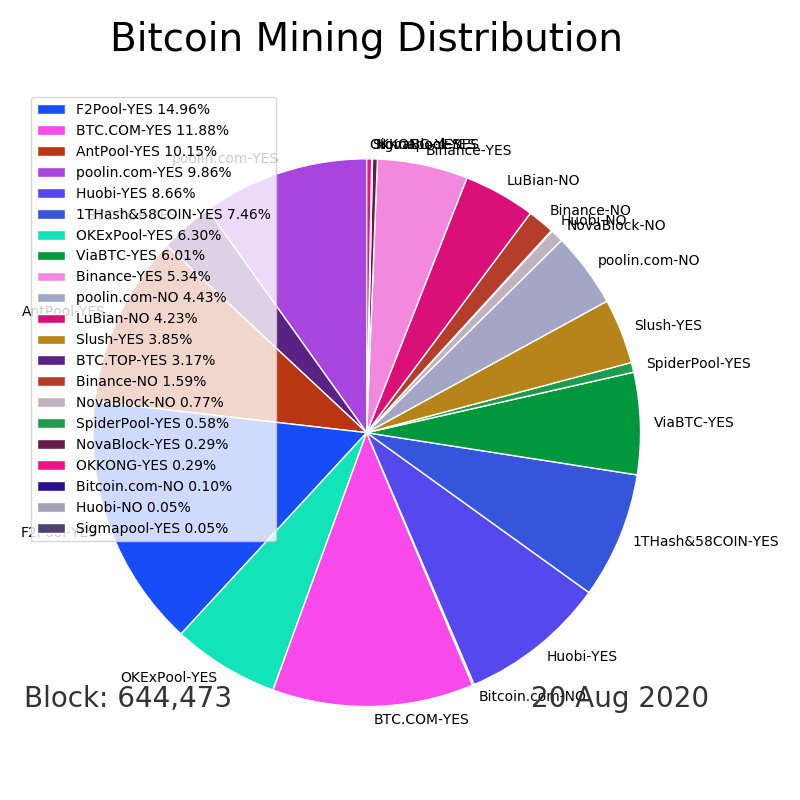 Bitcoin Mining Distribution
F2Pool-YES 14.96%
BTC.COM-YES 11.88%
AntPool-YES 10.15%
poolin.com-YES 9.86%
Huobi-YES 8.66%
1THash&58COIN-YES 7.46%
OKExPool-YES 6.30%
ViaBTC-YES 6.01%
Binance-YES 5.34%
poolin.com-NO 4.43%
LuBian-NO 4.23%
Slush-YES 3.85%
BTC.TOP-YES 3.17%
Binance-NO 1.59%
NovaBlock-NO 0.77%
SpiderPool-YES 0.58%
NovaBlock-YES 0.29%
OKKONG-YES 0.29%
Bitcoin.com-NO 0.10%
Huobi-NO 0.05%
Sigmapool-YES 0.05%
poolin.com-YES
AntPool-YES
F2Pool-YES
OKExPool-YES
BTC.COM-YES
Bitcoin.com-NO
Huobi-YES
1THash&58COIN-YES
ViaBTC-YES
SpiderPool-YES
Slush-YES
poolin.com-NO
NovaBlock-NO
Huobi-NO
Binance-NO
LuBian-NO
Binance-YES
Block: 644,473
20 Aug 2020